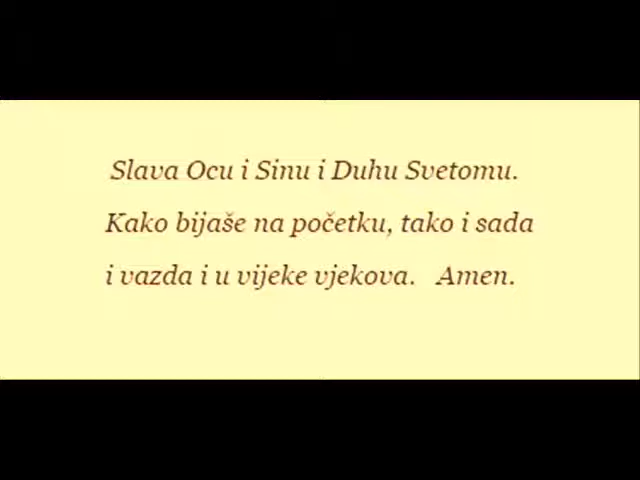 Slava Ocu i Sinu i Duhu Svetomu.
Kako bijaše na početku, tako i sada
i vazda i u vijeke vjekova. Amen.